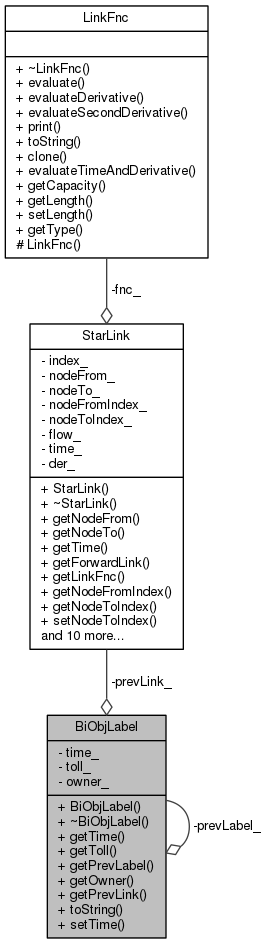 LinkFnc
+ ~LinkFnc()
+ evaluate()
+ evaluateDerivative()
+ evaluateSecondDerivative()
+ print()
+ toString()
+ clone()
+ evaluateTimeAndDerivative()
+ getCapacity()
+ getLength()
+ setLength()
+ getType()
# LinkFnc()
-fnc_
StarLink
- index_
- nodeFrom_
- nodeTo_
- nodeFromIndex_
- nodeToIndex_
- flow_
- time_
- der_
+ StarLink()
+ ~StarLink()
+ getNodeFrom()
+ getNodeTo()
+ getTime()
+ getForwardLink()
+ getLinkFnc()
+ getNodeFromIndex()
+ getNodeToIndex()
+ setNodeToIndex()
and 10 more...
-prevLink_
BiObjLabel
- time_
- toll_
- owner_
+ BiObjLabel()
+ ~BiObjLabel()
+ getTime()
+ getToll()
+ getPrevLabel()
+ getOwner()
+ getPrevLink()
+ toString()
+ setTime()
-prevLabel_